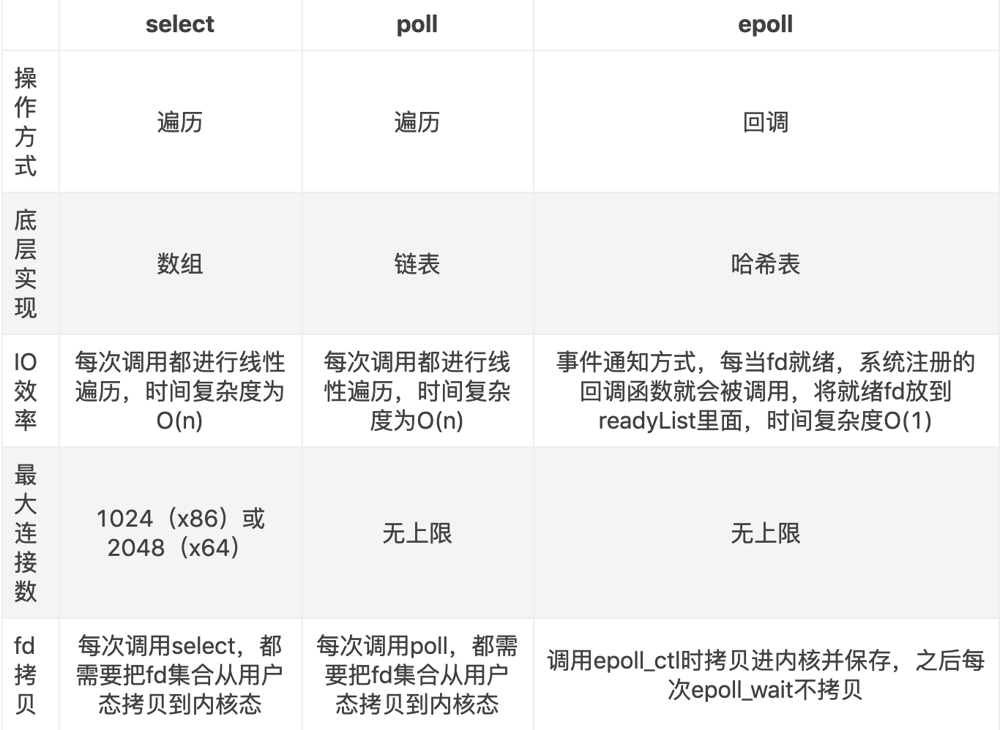 select
poll
epoll
操
作
方
式
遍历
遍历
回调
底
层
实
现
数组
链表
哈希表
IO
效
率
每次调用都进行线性
遍历，时间复杂度为
O(n)
每次调用都进行线
性遍历，时间复杂
度为O(n)
事件通知方式，每当fd就绪，系统注册的
回调函数就会被调用，将就绪fd放到
readyList里面，时间复杂度O(1)
最
大
连
接
数
1024（x86）或
2048（x64）
无上限
无上限
fd
拷
贝
每次调用select，都
需要把fd集合从用户
态拷贝到内核态
每次调用poll，都需
要把fd集合从用户
态拷贝到内核态
调用epoll_ctl时拷贝进内核并保存，之后每
次epoll_wait不拷贝